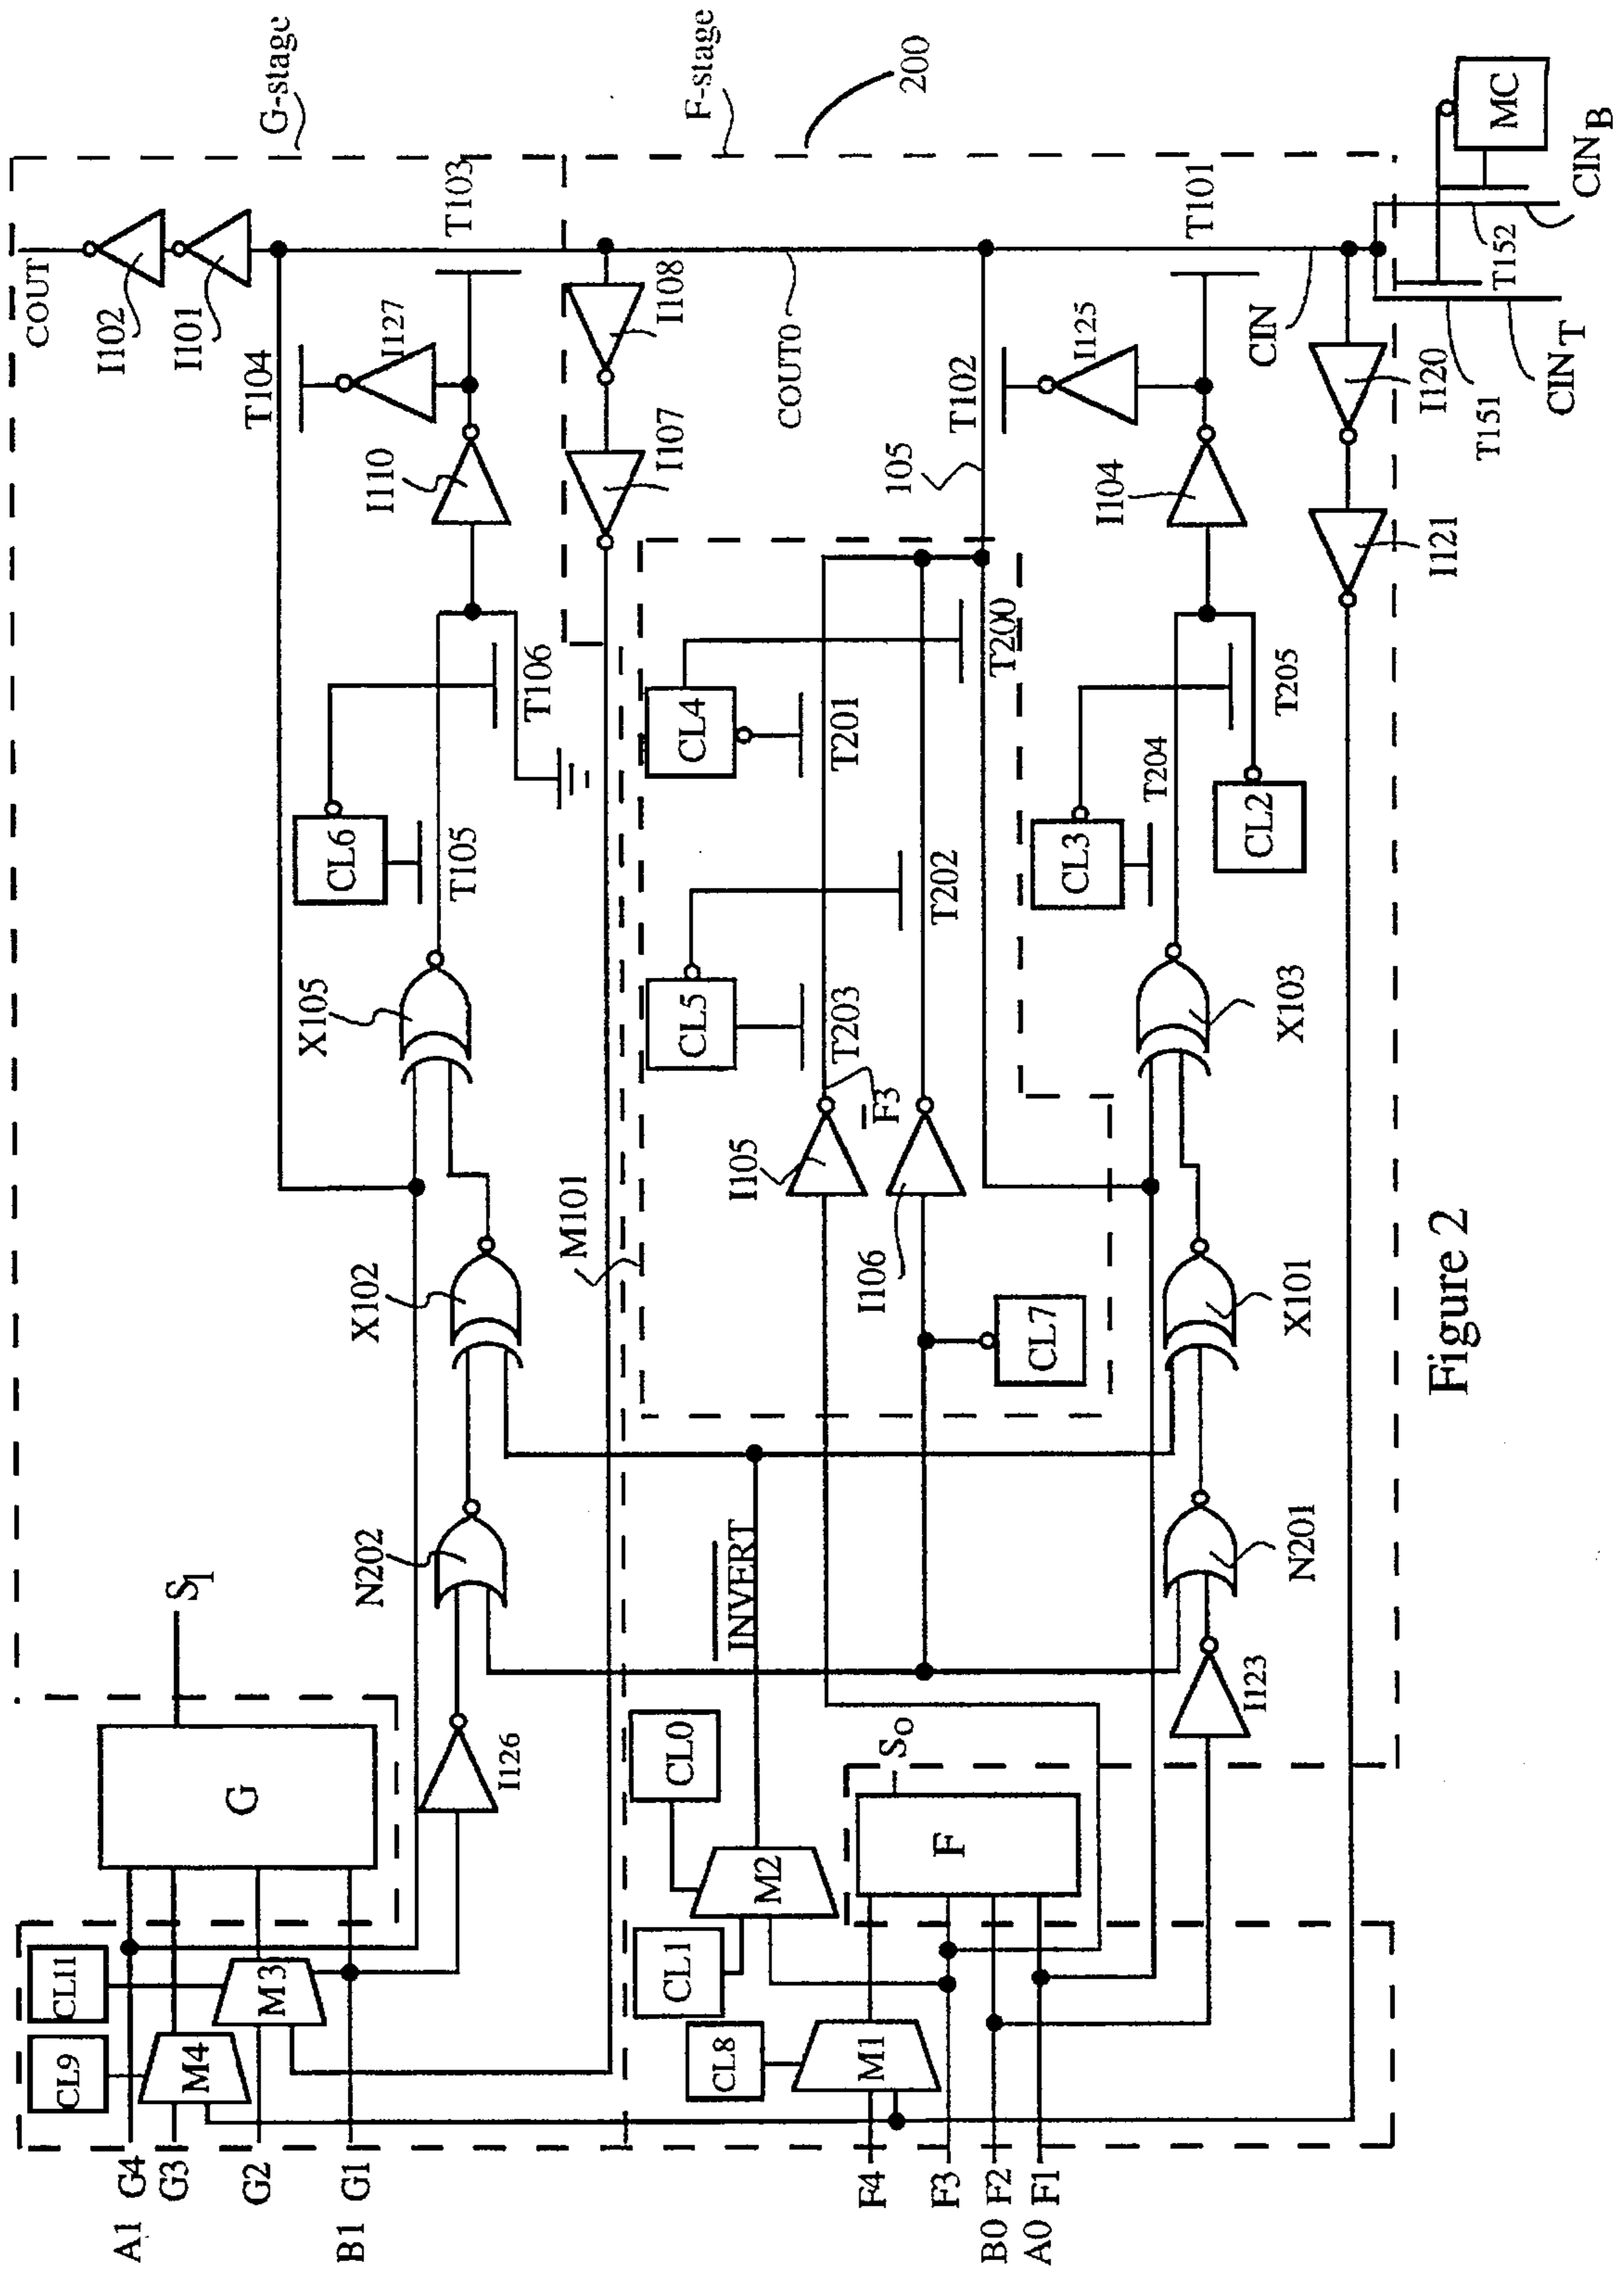 G-stage
F-stage
200
COUT
I102
I101
T104
I127
T103
I110
I108
I107
COUT0
105
T102
I125
T101
I104
CIN
I120
I121
T151
CIN_T
T152
CIN_B
MC
CL6
T106
T105
X105
X102
N202
I126
S1
G
M101
CL4
T201
T200
CL5
T203
T202
F3
I105
I106
CL7
CL3
T204
T205
CL2
X103
X101
N201
I123
INVERT
CL0
M2
CL1
CL8
M1
F
S0
CL11
M3
CL9
M4
A1 G4
G3
G2
B1 G1
F4
F3
B0 F2
A0 F1
Figure 2